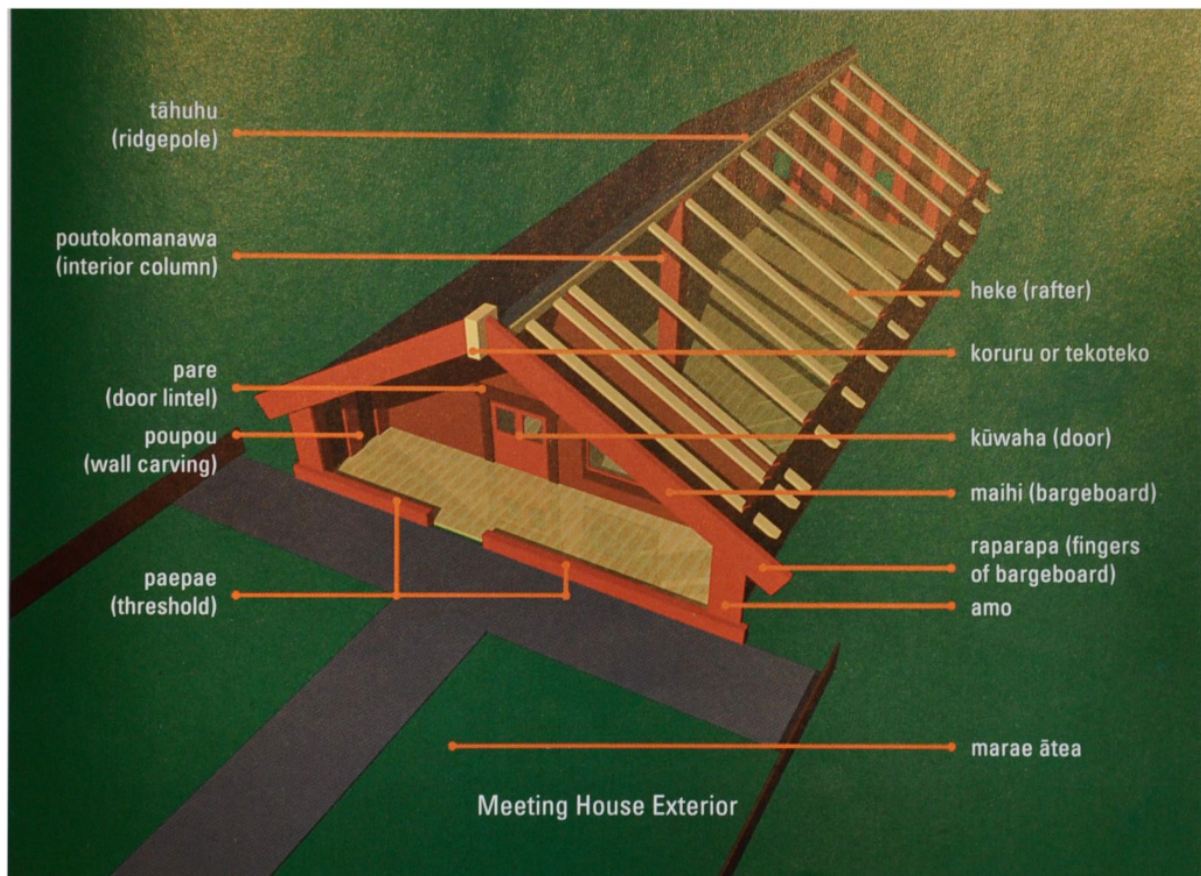 tāhuhu
(ridgepole)
poutokomanawa
(interior column)
pare
(door lintel)
poupou
(wall carving)
paepae
(threshold)
heke (rafter)
koruru or tekoteko
kūwaha (door)
maihi (bargeboard)
raparapa (fingers
of bargeboard)
amo
marae ātea
Meeting House Exterior